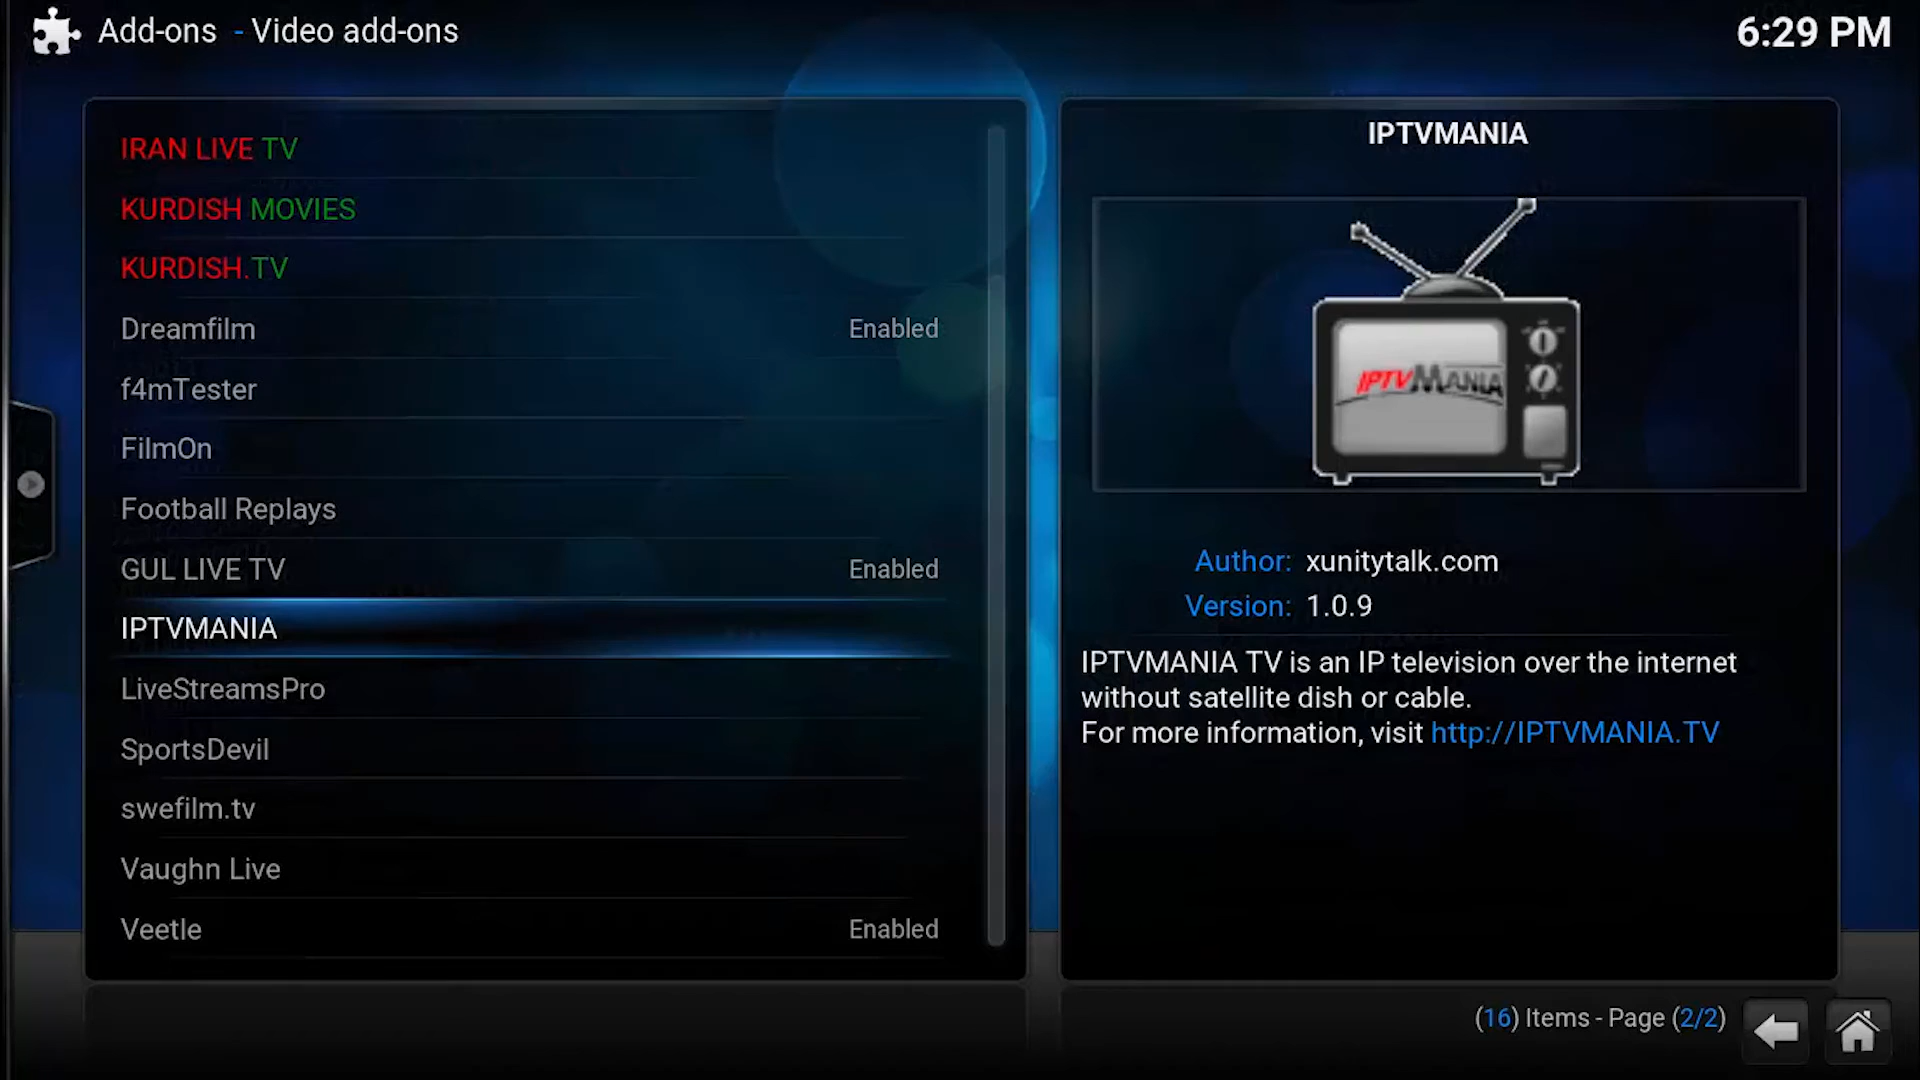 Add-ons - Video add-ons
6:29 PM
IRAN LIVE TV
KURDISH MOVIES
KURDISH.TV
Dreamfilm Enabled
f4mTester
FilmOn
Football Replays
GUL LIVE TV Enabled
IPTVMANIA
LiveStreamsPro
SportsDevil
swefilm.tv
Vaughn Live
Veetle Enabled
IPTVMANIA
IPTVMANIA
Author: xunitytalk.com
Version: 1.0.9
IPTVMANIA TV is an IP television over the internet
without satellite dish or cable.
For more information, visit http://IPTVMANIA.TV
(16) Items - Page (2/2)